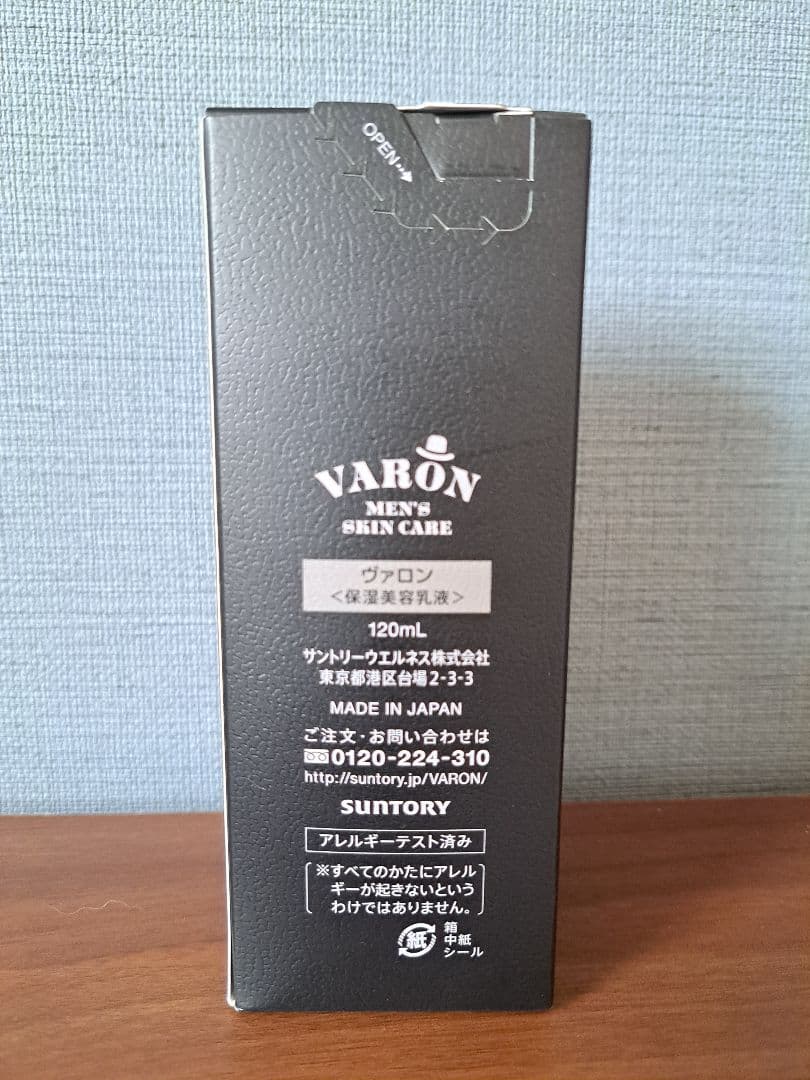 OPEN
VARON
MEN'S
SKIN CARE
ヴァロン
<保湿美容乳液>
120mL
サントリーウエルネス株式会社
東京都港区台場2-3-3
MADE IN JAPAN
ご注文・お問い合わせは
0120-224-310
http://suntory.jp/VARON/
SUNTORY
アレルギーテスト済み
※すべてのかたにアレル
ギーが起きないという
わけではありません。
紙
箱
中紙
シール